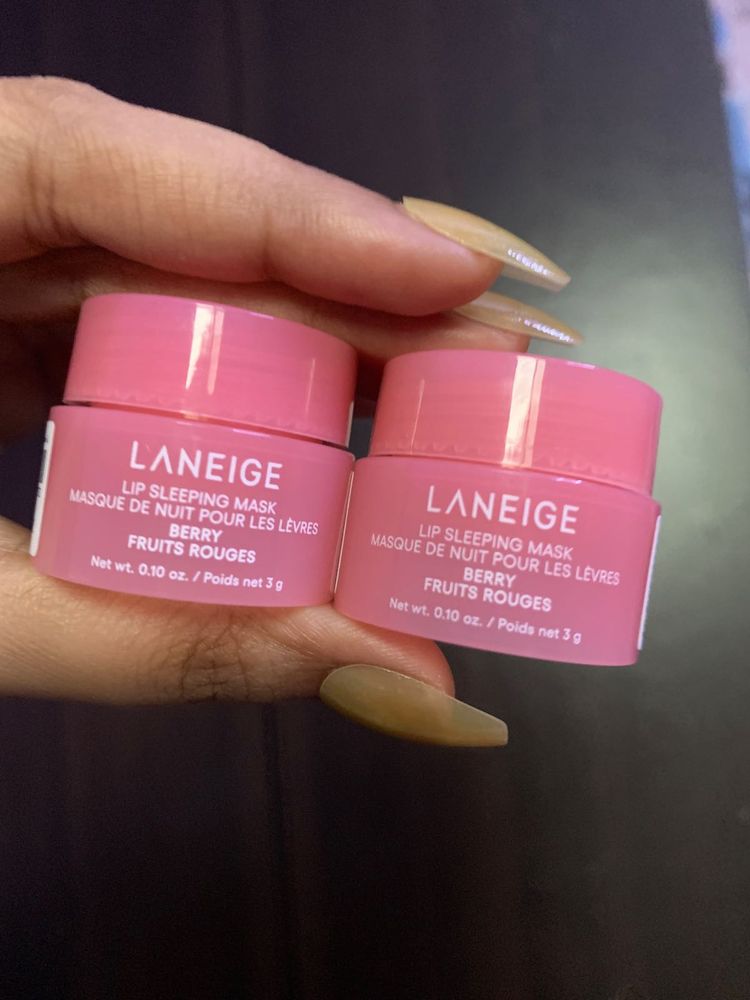 LANEIGE
LIP SLEEPING MASK
MASQUE DE NUIT POUR LES LÈVRES
BERRY
FRUITS ROUGES
Net wt. 0.10 oz. / Poids net 3 g
LANEIGE
LIP SLEEPING MASK
MASQUE DE NUIT POUR LES LÈVRES
BERRY
FRUITS ROUGES
Net wt. 0.10 oz. / Poids net 3 g